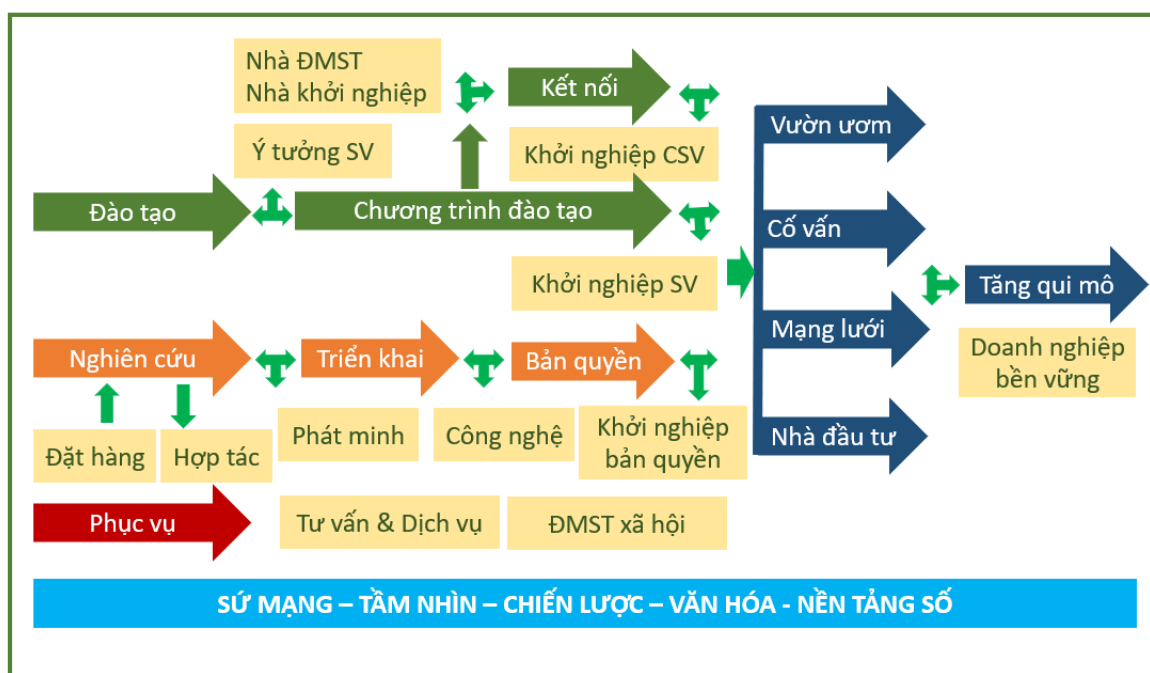 Nhà ĐMST
Nhà khởi nghiệp
Kết nối
Vườn ươm
Ý tưởng SV
Khởi nghiệp CSV
Đào tạo
Chương trình đào tạo
Cố vấn
Khởi nghiệp SV
Tăng qui mô
Nghiên cứu
Triển khai
Bản quyền
Mạng lưới
Doanh nghiệp
bền vững
Đặt hàng
Hợp tác
Phát minh
Công nghệ
Khởi nghiệp
bản quyền
Nhà đầu tư
Phục vụ
Tư vấn & Dịch vụ
ĐMST xã hội
SỨ MẠNG – TẦM NHÌN – CHIẾN LƯỢC – VĂN HÓA - NỀN TẢNG SỐ